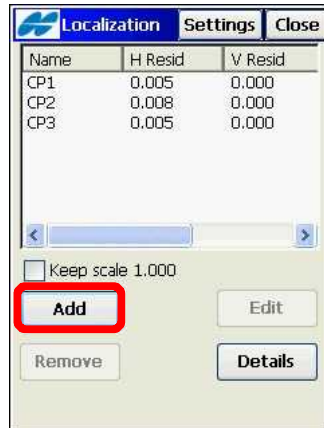 Localization Settings Close
Name H Resid V Resid
CP1 0.005 0.000
CP2 0.008 0.000
CP3 0.005 0.000
Keep scale 1.000
Add Edit
Remove Details